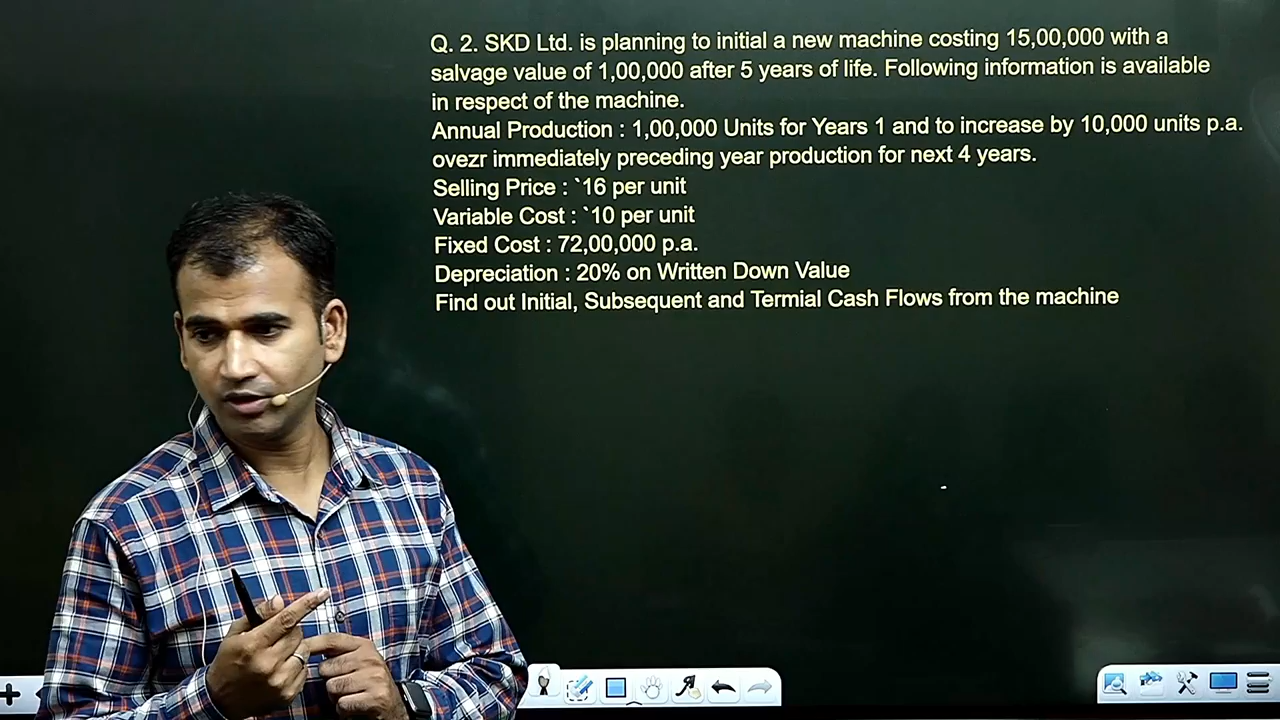 Q. 2. SKD Ltd. is planning to initial a new machine costing 15,00,000 with a
salvage value of 1,00,000 after 5 years of life. Following information is available
in respect of the machine.
Annual Production : 1,00,000 Units for Years 1 and to increase by 10,000 units p.a.
ovezr immediately preceding year production for next 4 years.
Selling Price : `16 per unit
Variable Cost : `10 per unit
Fixed Cost : 72,00,000 p.a.
Depreciation : 20% on Written Down Value
Find out Initial, Subsequent and Termial Cash Flows from the machine